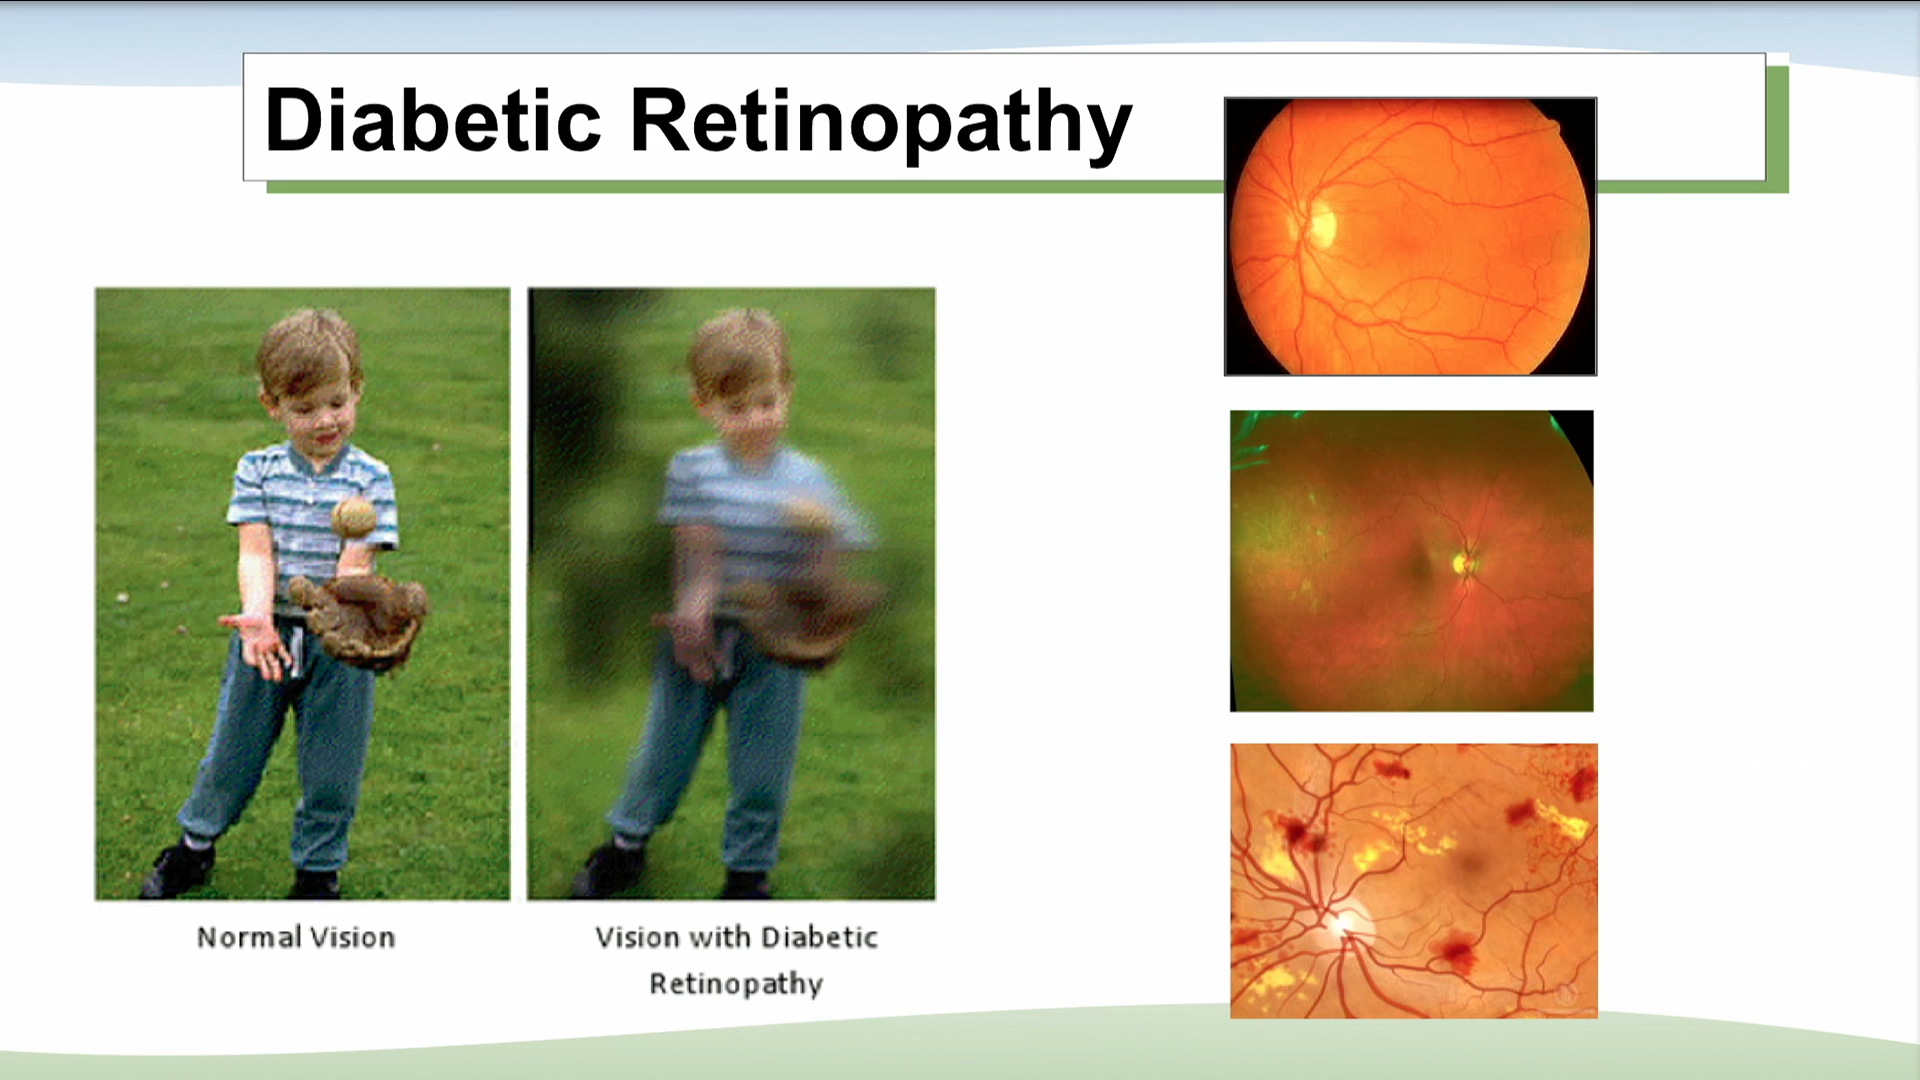 Diabetic Retinopathy
Normal Vision
Vision with Diabetic
Retinopathy